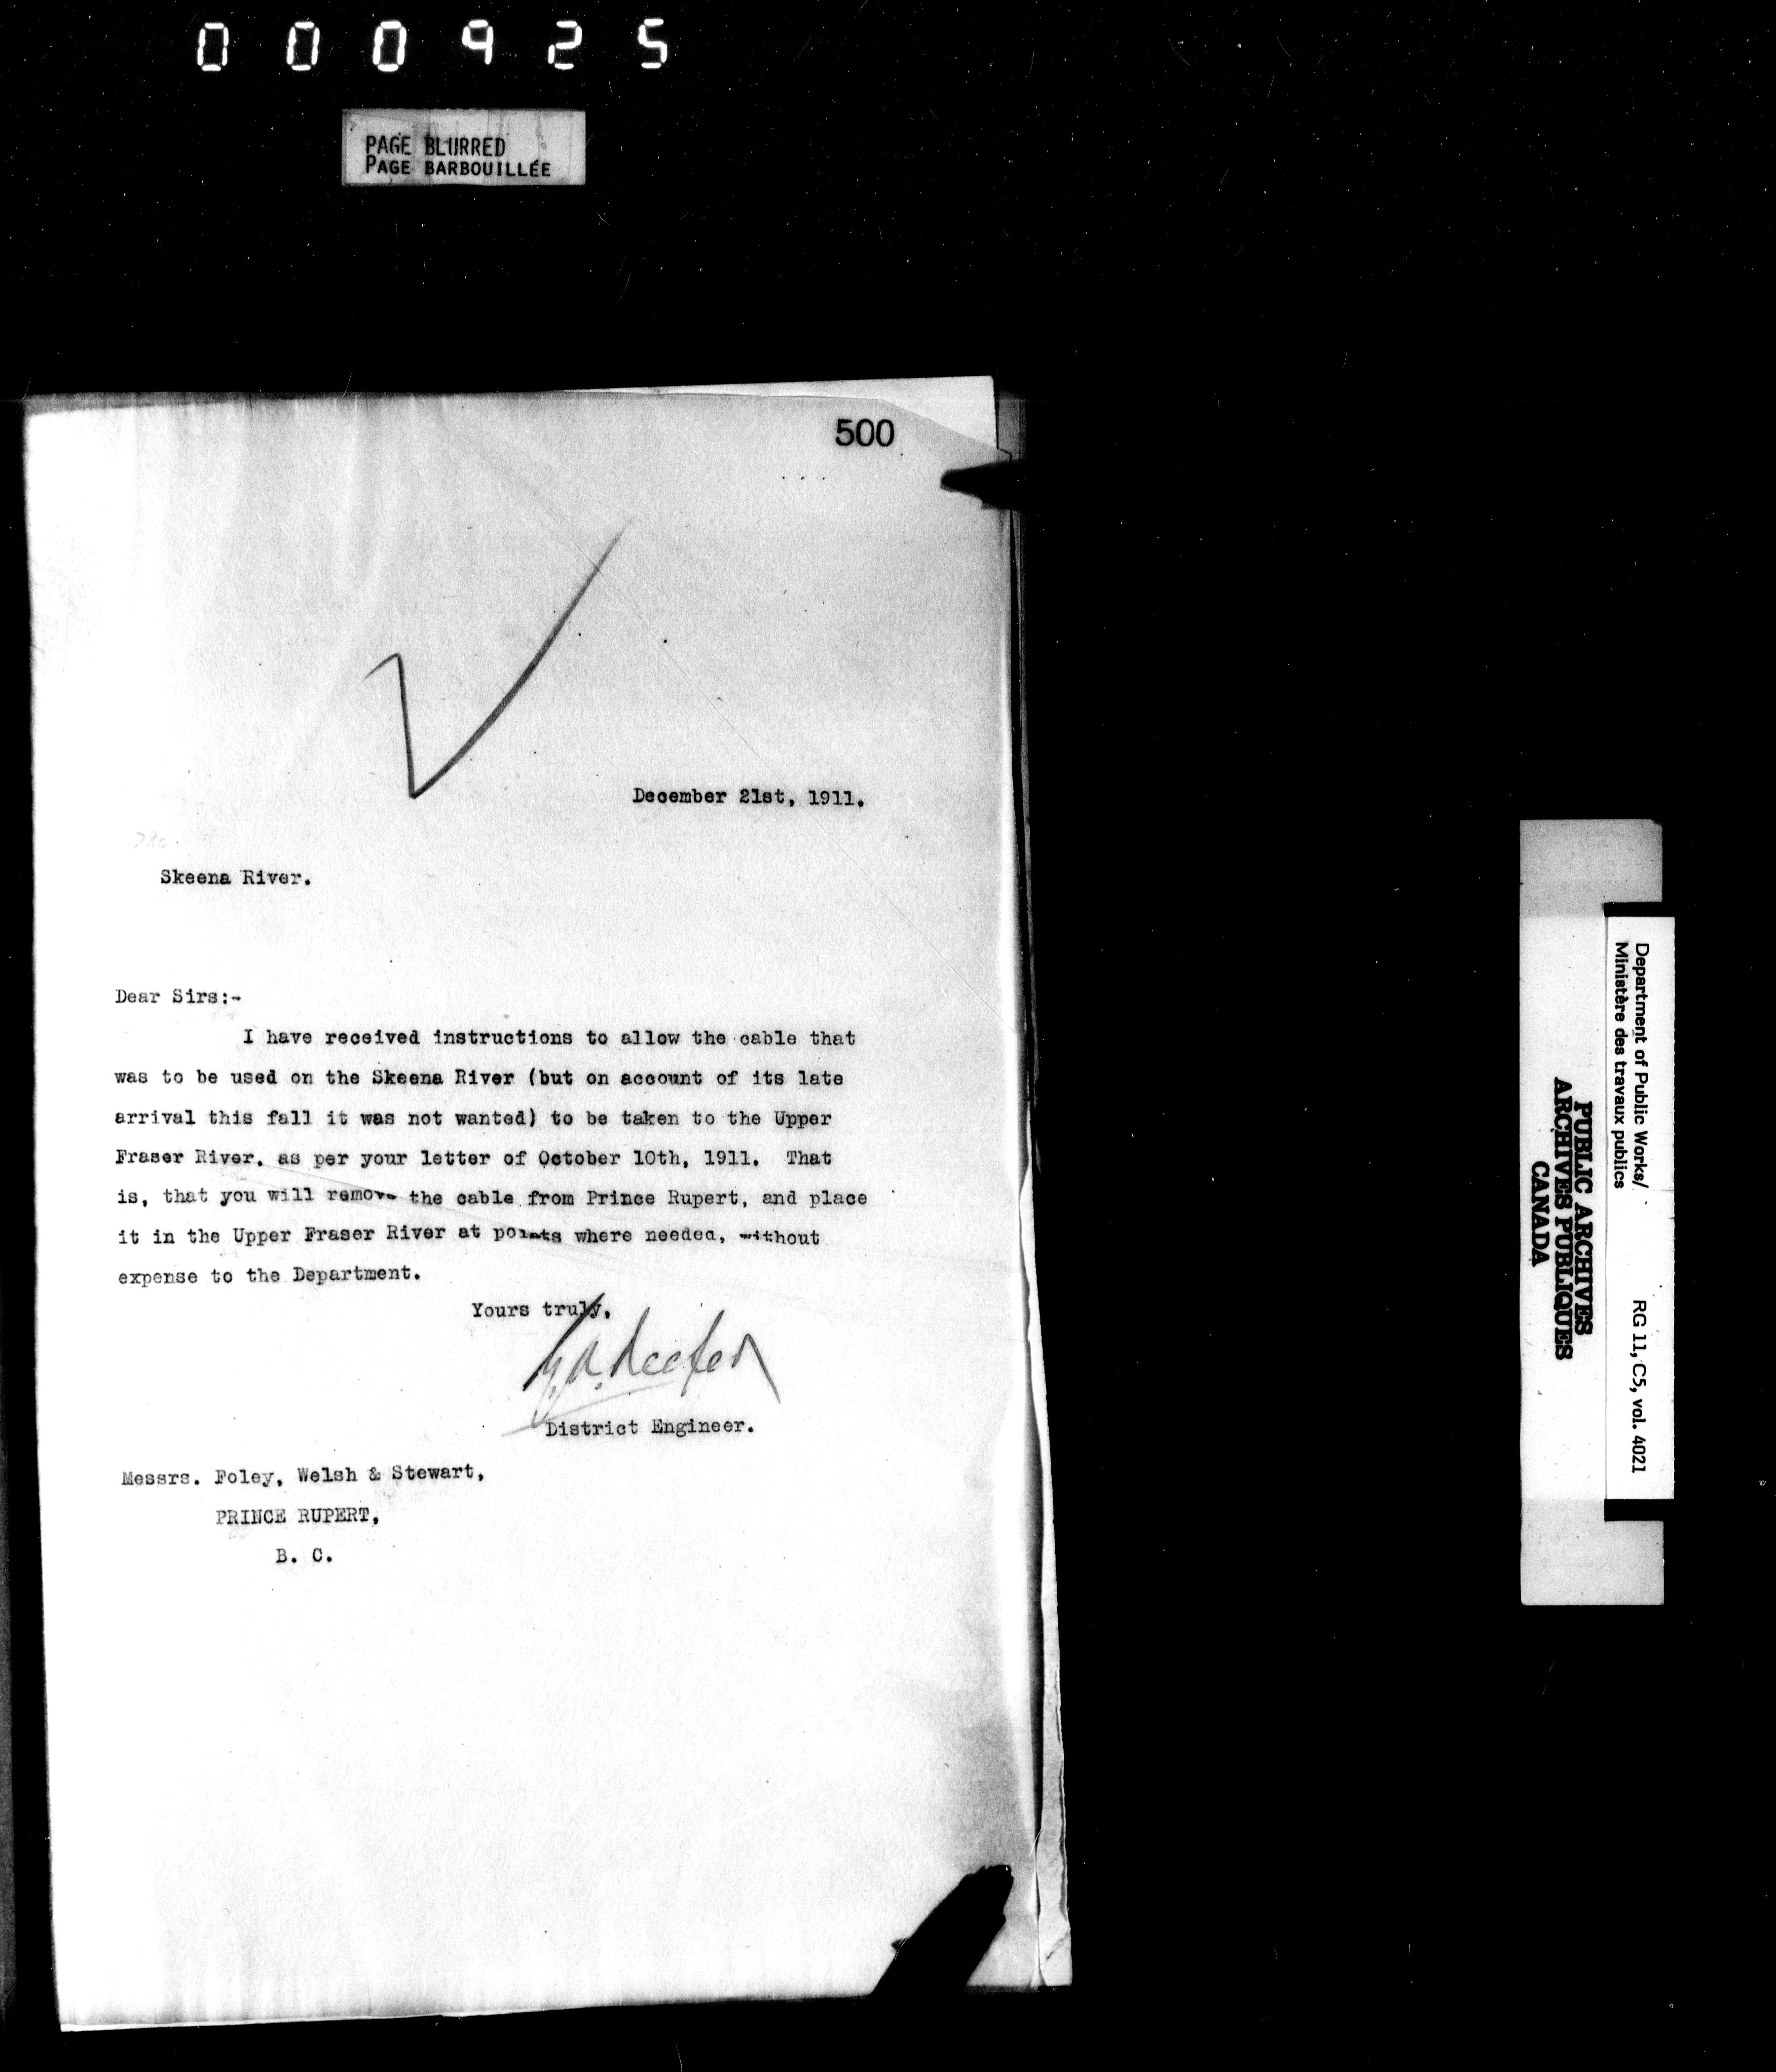 000925
PAGE BLURRED
PAGE BARBOUILLÉE
500
December 21st, 1911.
Skeena River.
Dear Sirs:-
I have received instructions to allow the cable that
was to be used on the Skeena River (but on account of its late
arrival this fall it was not wanted) to be taken to the Upper
Fraser River, as per your letter of October 10th, 1911. That
is, that you will remove the cable from Prince Rupert, and place
it in the Upper Fraser River at points where needed, without
expense to the Department.
Yours truly,
G.A. Keefer
District Engineer.
Messrs. Foley, Welsh & Stewart,
PRINCE RUPERT,
B. C.
Department of Public Works/
Ministère des travaux publics
RG 11, C5, vol. 4021
PUBLIC ARCHIVES
ARCHIVES PUBLIQUES
CANADA